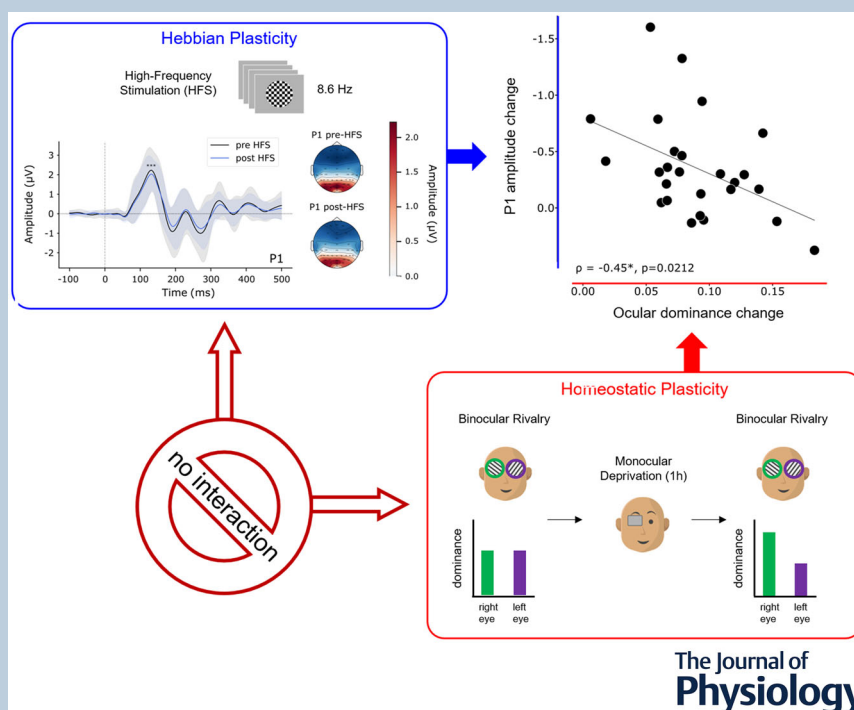 Hebbian Plasticity
High-Frequency
Stimulation (HFS)
8.6 Hz
pre HFS
post HFS
***
P1
Amplitude (µV)
3
2
1
0
-1
-2
-100
0
100
200
300
400
500
Time (ms)
P1 pre-HFS
P1 post-HFS
2.0
1.5
1.0
0.5
0.0
Amplitude (µV)
P1 amplitude change
-1.5
-1.0
-0.5
0.0
ρ = -0.45*, p=0.0212
0.00
0.05
0.10
0.15
Ocular dominance change
no interaction
Homeostatic Plasticity
Binocular Rivalry
Monocular
Deprivation (1h)
Binocular Rivalry
dominance
right
eye
left
eye
dominance
right
eye
left
eye
The Journal of
Physiology